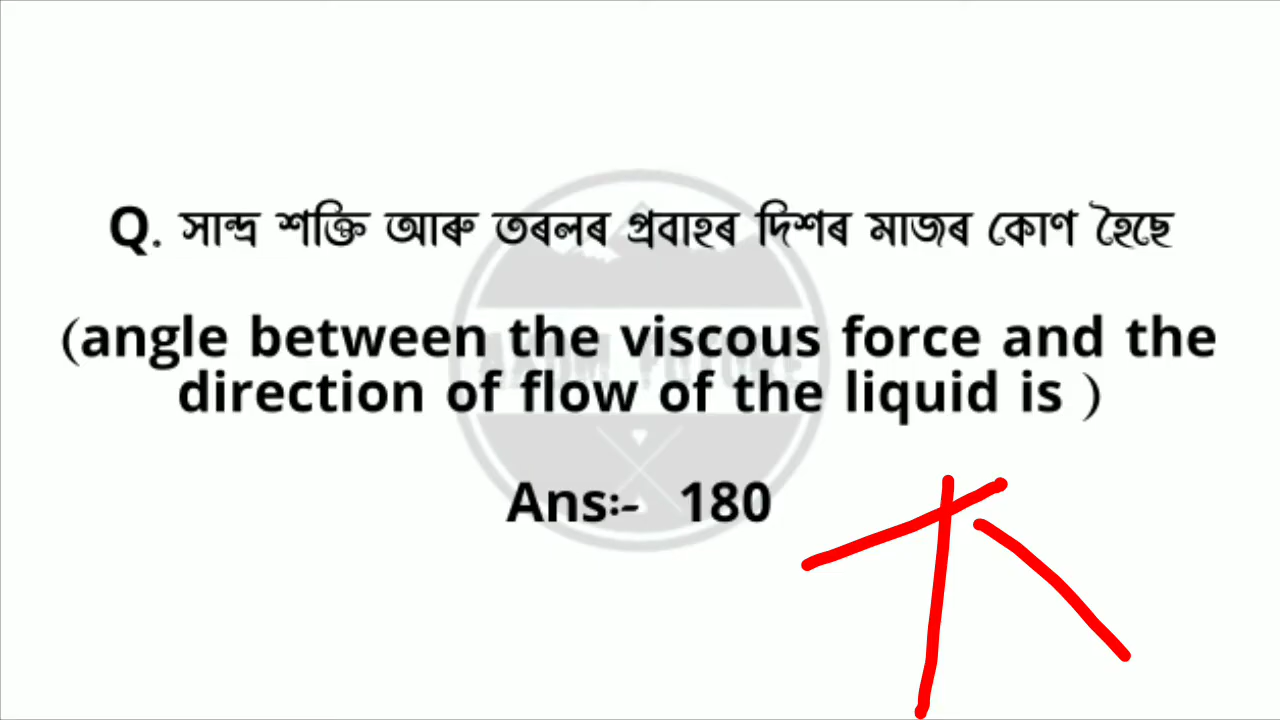 Q. সান্দ্ৰ শক্তি আৰু তৰলৰ প্ৰবাহৰ দিশৰ মাজৰ কোণ হৈছে
(angle between the viscous force and the
direction of flow of the liquid is )
Ans:- 180